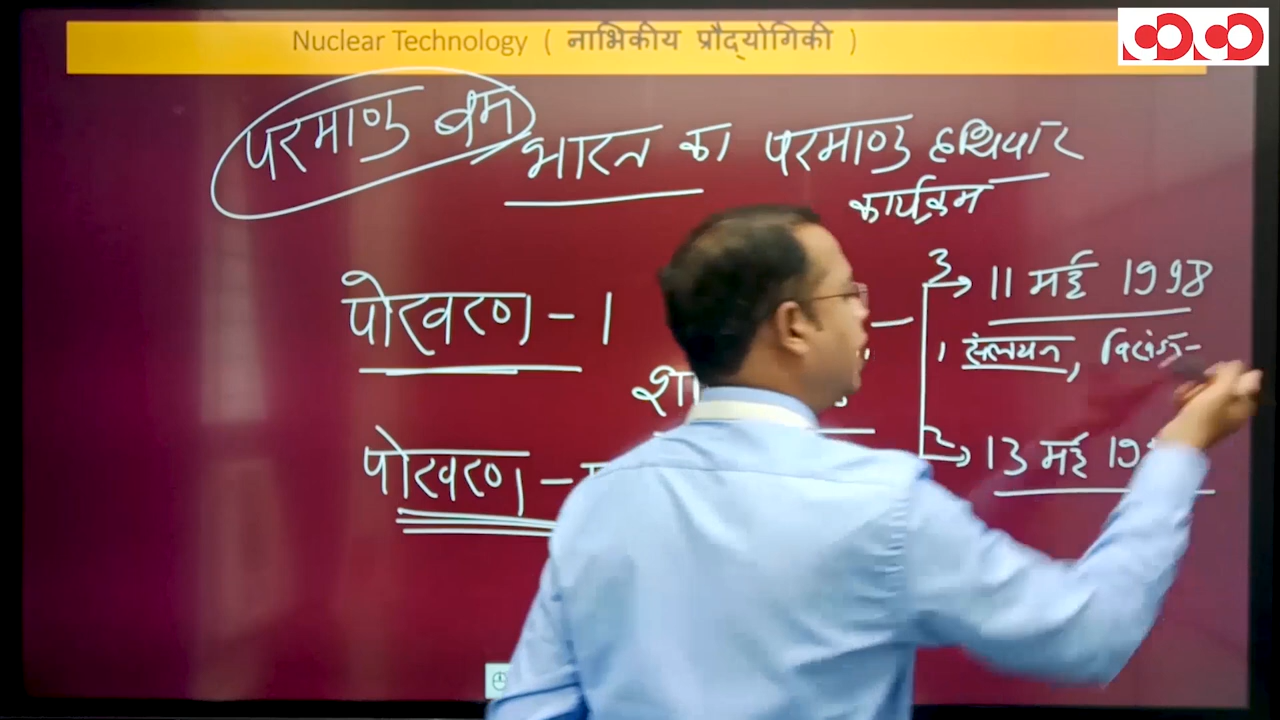 Nuclear Technology ( नाभिकीय प्रौद्योगिकी )
परमाणु बम
भारत का परमाणु हथियार
कार्यक्रम
3 → 11 मई 1998
पोखरण - 1
1 संलयन,
2 → 13 मई
पोखरण -